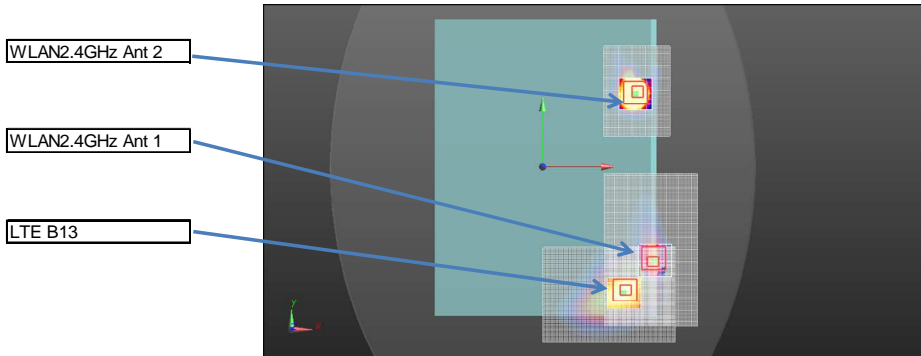 WLAN2.4GHz Ant 2
WLAN2.4GHz Ant 1
LTE B13
Y
X